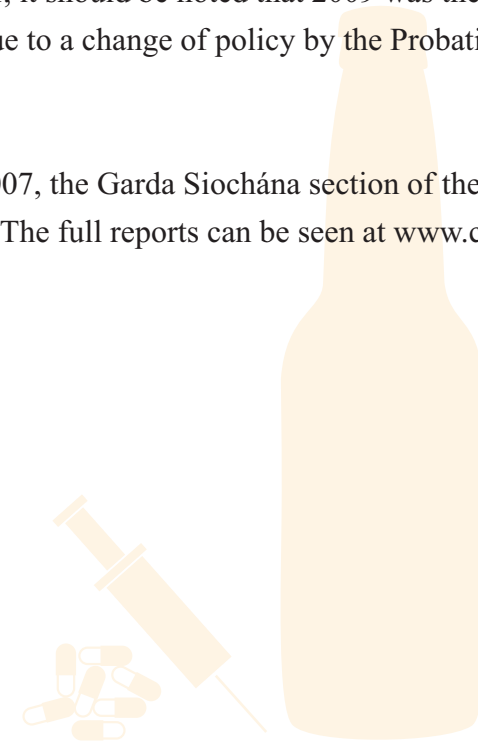 it should be noted that 2009 was the
ue to a change of policy by the Probati
007, the Garda Siochána section of the
The full reports can be seen at www.c